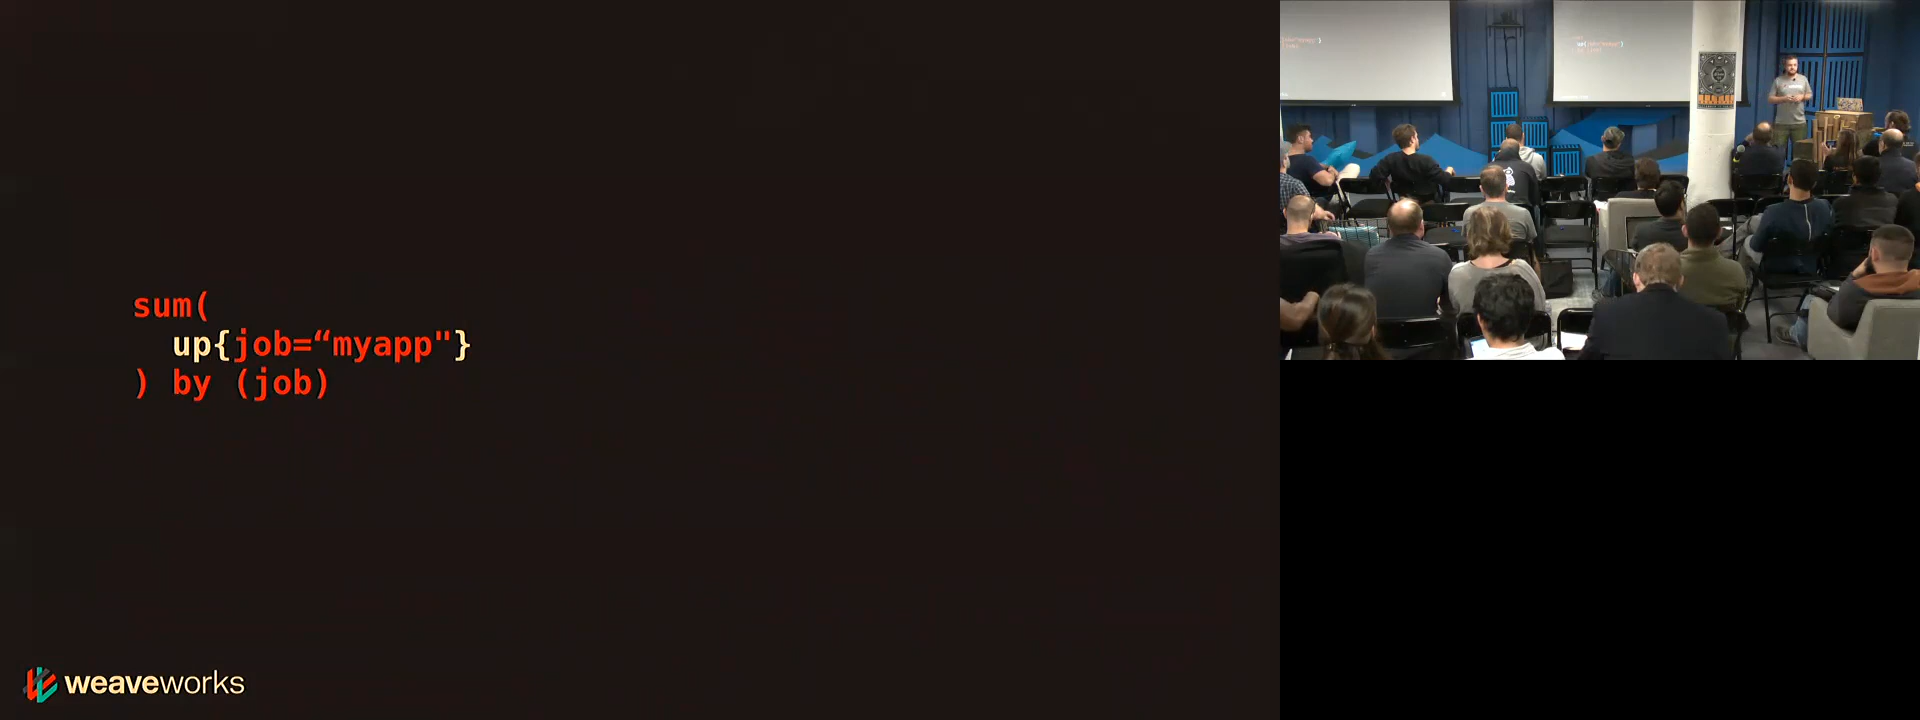 sum(
  up{job=“myapp"}
) by (job)
weaveworks